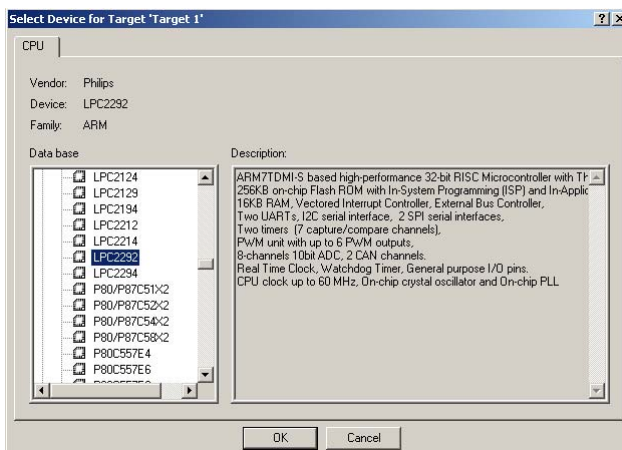 Select Device for Target 'Target 1'
CPU
Vendor: Philips
Device: LPC2292
Family: ARM
Data base
LPC2124
LPC2129
LPC2194
LPC2212
LPC2214
LPC2292
LPC2294
P80/P87C51X2
P80/P87C52X2
P80/P87C54X2
P80/P87C58X2
P80C557E4
P80C557E6
Description:
ARM7TDMI-S based high-performance 32-bit RISC Microcontroller with Th
256KB on-chip Flash ROM with In-System Programming (ISP) and In-Applic
16KB RAM, Vectored Interrupt Controller, External Bus Controller,
Two UARTs, I2C serial interface, 2 SPI serial interfaces,
Two timers (7 capture/compare channels),
PWM unit with up to 6 PWM outputs,
8-channels 10bit ADC, 2 CAN channels.
Real Time Clock, Watchdog Timer, General purpose I/O pins.
CPU clock up to 60 MHz, On-chip crystal oscillator and On-chip PLL
OK
Cancel